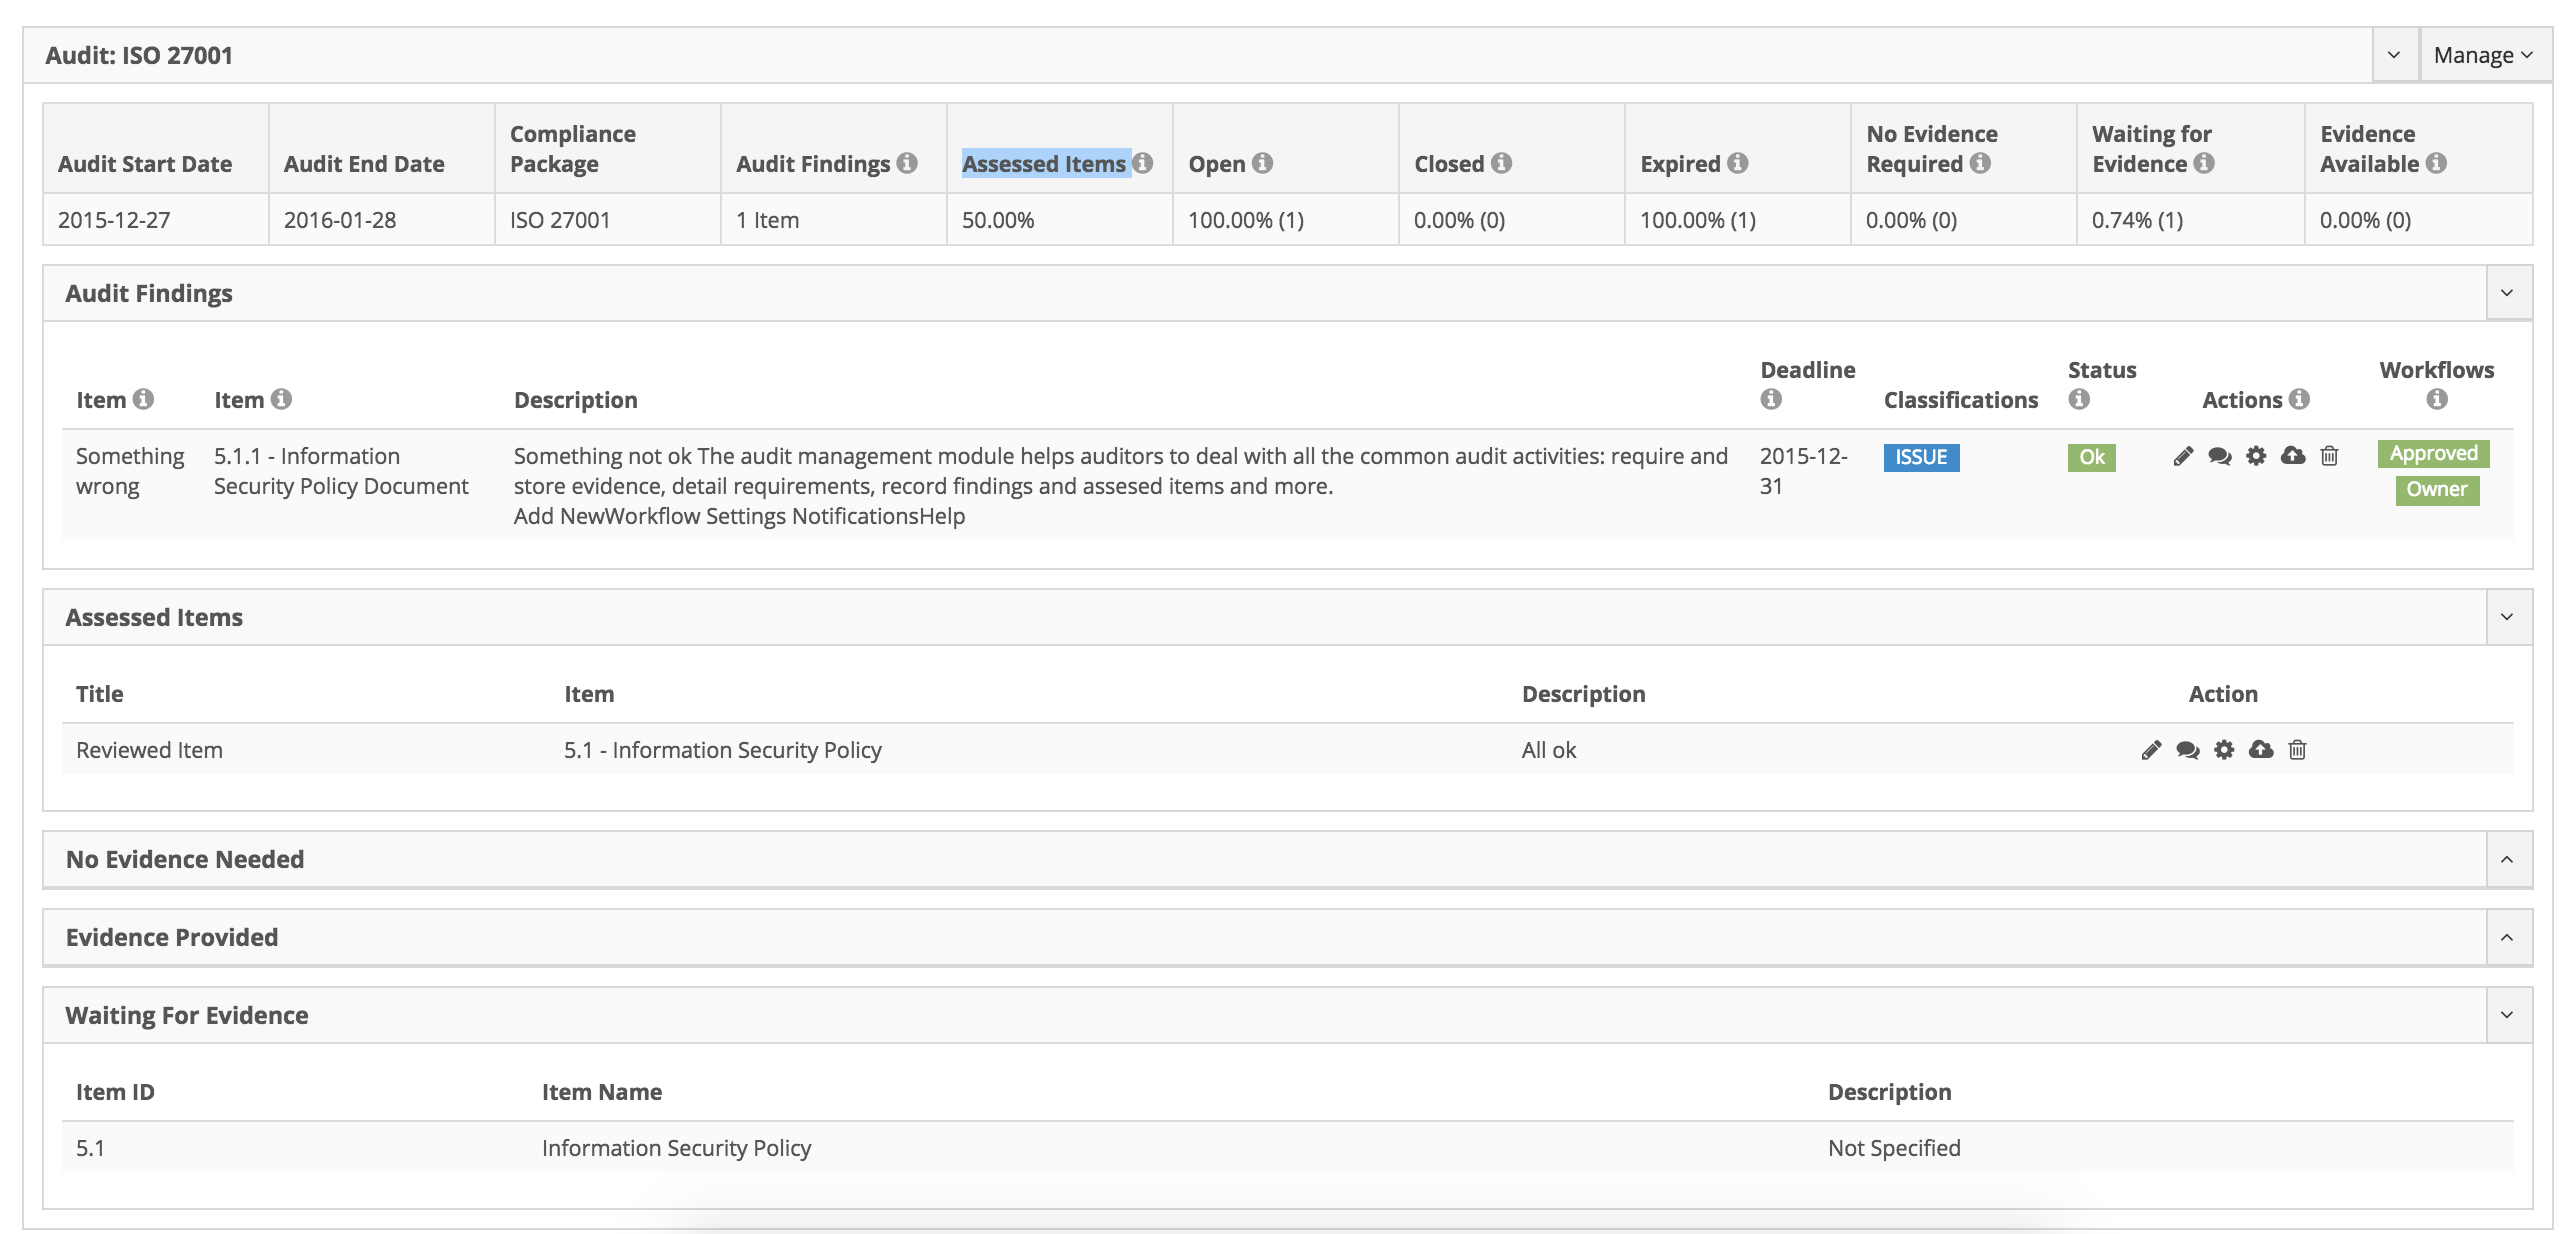 Audit: ISO 27001
Manage
Audit Start Date
Audit End Date
Compliance
Package
Audit Findings
Assessed Items
Open
Closed
Expired
No Evidence
Required
Waiting for
Evidence
Evidence
Available
2015-12-27
2016-01-28
ISO 27001
1 Item
50.00%
100.00% (1)
0.00% (0)
100.00% (1)
0.00% (0)
0.74% (1)
0.00% (0)
Audit Findings
Item
Item
Description
Deadline
Classifications
Status
Actions
Workflows
Something
wrong
5.1.1 - Information
Security Policy Document
Something not ok The audit management module helps auditors to deal with all the common audit activities: require and
store evidence, detail requirements, record findings and assesed items and more.
Add NewWorkflow Settings NotificationsHelp
2015-12-
31
ISSUE
Ok
Approved
Owner
Assessed Items
Title
Item
Description
Action
Reviewed Item
5.1 - Information Security Policy
All ok
No Evidence Needed
Evidence Provided
Waiting For Evidence
Item ID
Item Name
Description
5.1
Information Security Policy
Not Specified